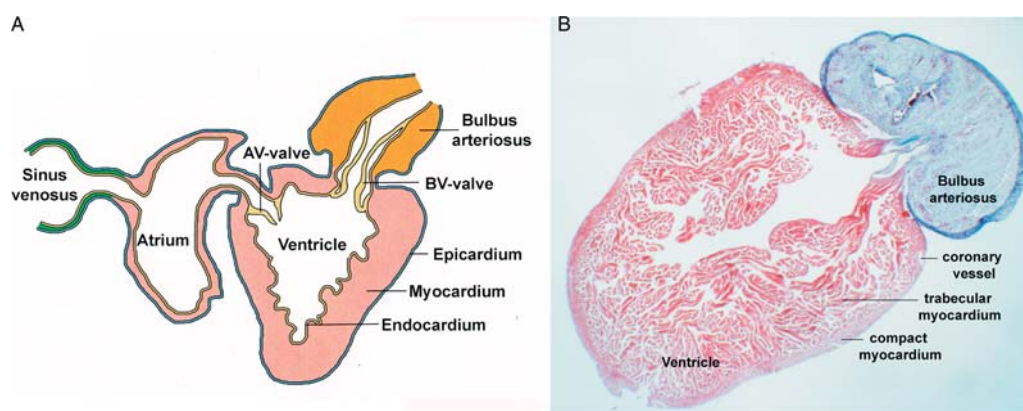 A
Sinus
venosus
Atrium
AV-valve
Ventricle
Bulbus
arteriosus
BV-valve
Epicardium
Myocardium
Endocardium
B
Bulbus
arteriosus
coronary
vessel
trabecular
myocardium
compact
myocardium
Ventricle